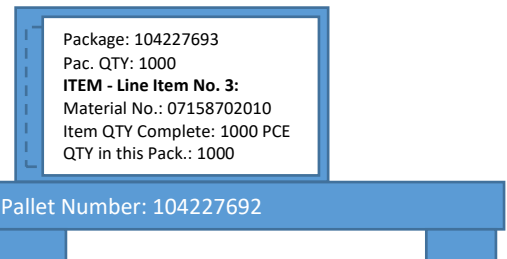 Package: 104227693
Pac. QTY: 1000
ITEM - Line Item No. 3:
Material No.: 07158702010
Item QTY Complete: 1000 PCE
QTY in this Pack.: 1000
Pallet Number: 104227692